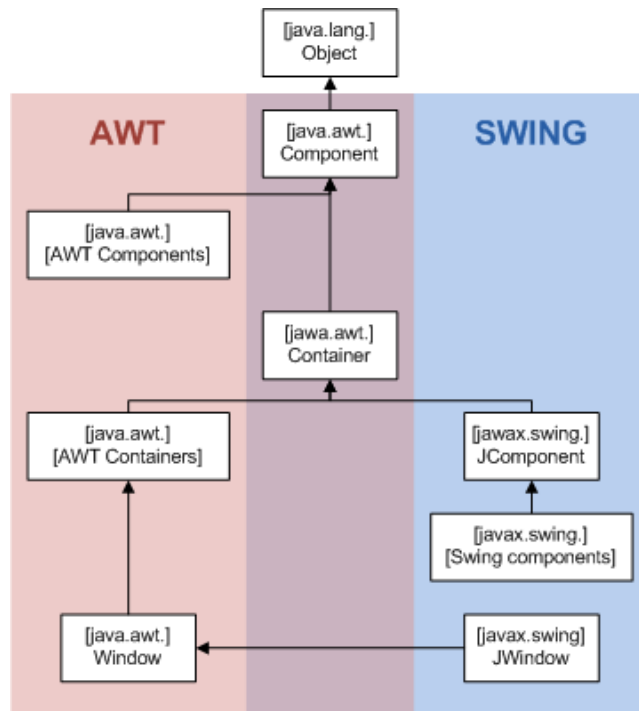 [java.lang.]
Object
AWT
[java.awt.]
Component
SWING
[java.awt.]
[AWT Components]
[jawa.awt.]
Container
[java.awt.]
[AWT Containers]
[jawax.swing.]
JComponent
[javax.swing.]
[Swing components]
[java.awt.]
Window
[javax.swing]
JWindow